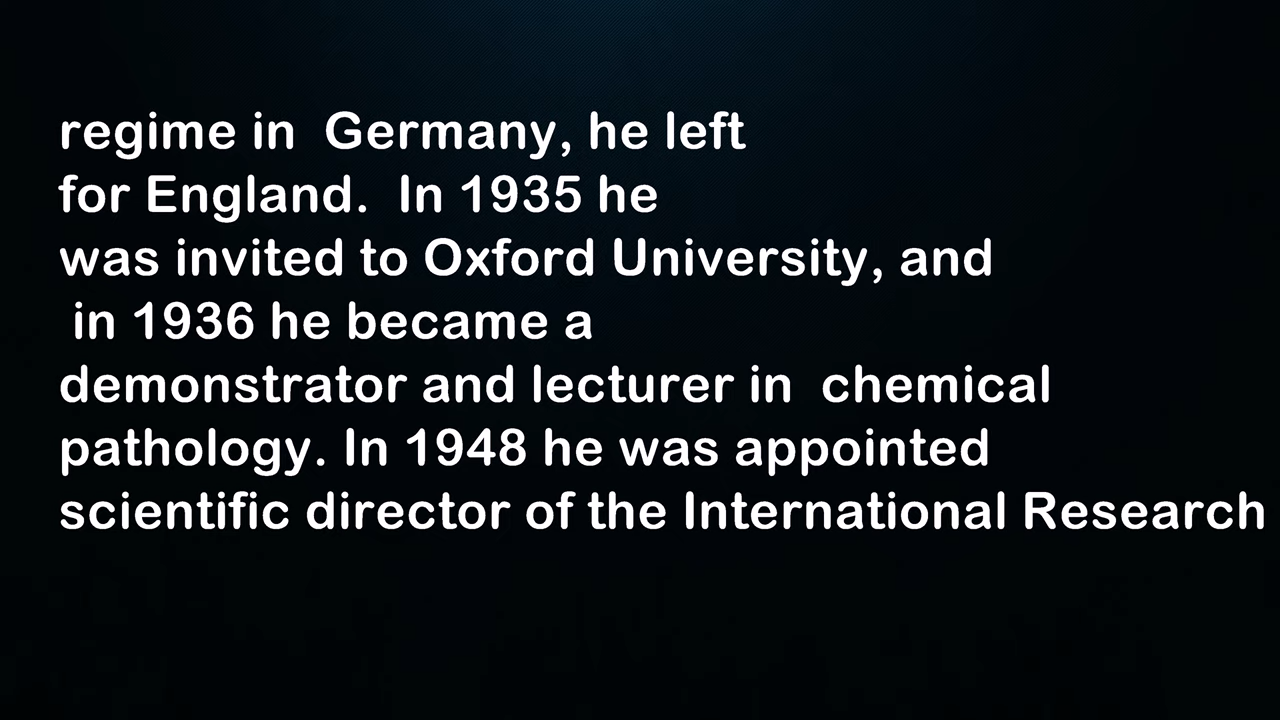 regime in  Germany, he left
for England.  In 1935 he
was invited to Oxford University, and
in 1936 he became a
demonstrator and lecturer in  chemical
pathology. In 1948 he was appointed
scientific director of the International Research